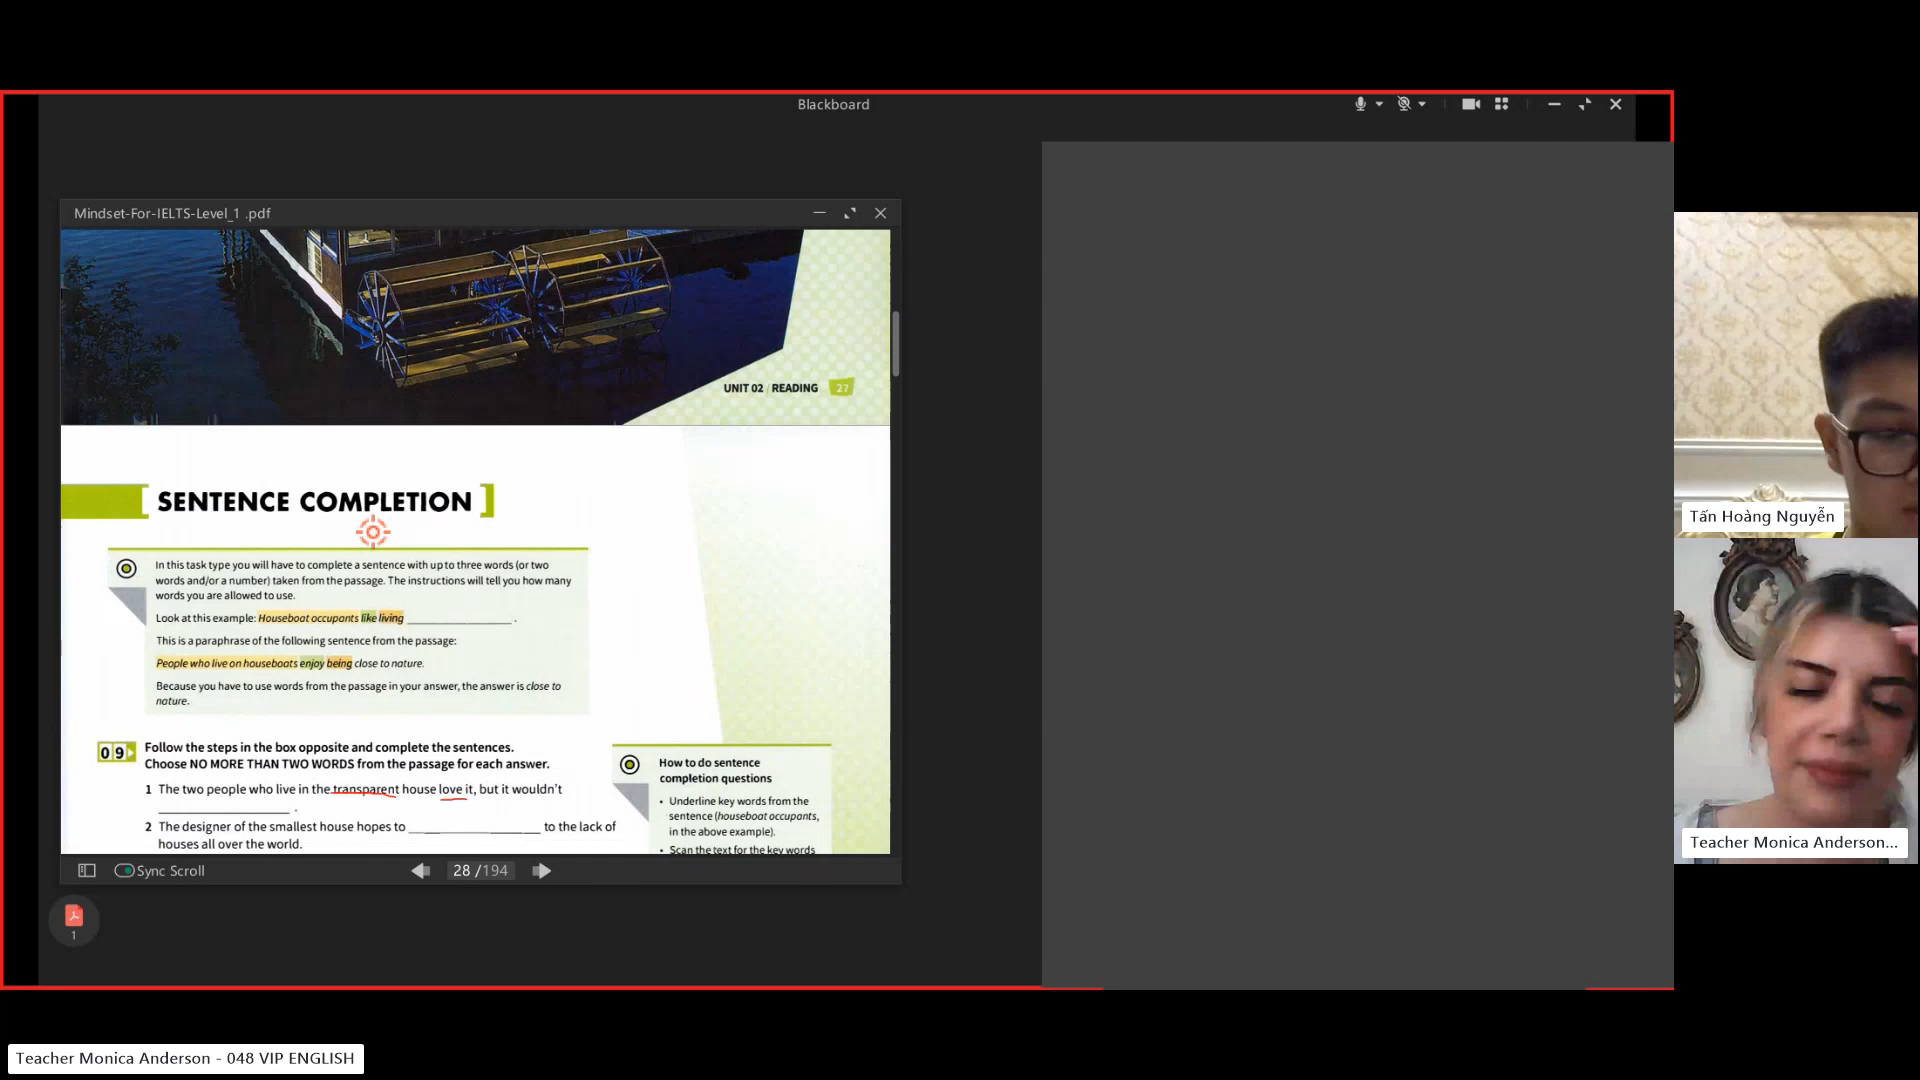 Blackboard
Mindset-For-IELTS-Level_1 .pdf
UNIT 02 / READING 27
[ SENTENCE COMPLETION ]
In this task type you will have to complete a sentence with up to three words (or two
words and/or a number) taken from the passage. The instructions will tell you how many
words you are allowed to use.
Look at this example: Houseboat occupants like living ____________________ .
This is a paraphrase of the following sentence from the passage:
People who live on houseboats enjoy being close to nature.
Because you have to use words from the passage in your answer, the answer is close to
nature.
09 Follow the steps in the box opposite and complete the sentences.
Choose NO MORE THAN TWO WORDS from the passage for each answer.
1 The two people who live in the transparent house love it, but it wouldn't
____________________ .
2 The designer of the smallest house hopes to ____________________ to the lack of
houses all over the world.
How to do sentence
completion questions
• Underline key words from the
sentence (houseboat occupants,
in the above example).
• Scan the text for the key words
Sync Scroll
28 /194
1
Tấn Hoàng Nguyễn
Teacher Monica Anderson...
Teacher Monica Anderson - 048 VIP ENGLISH